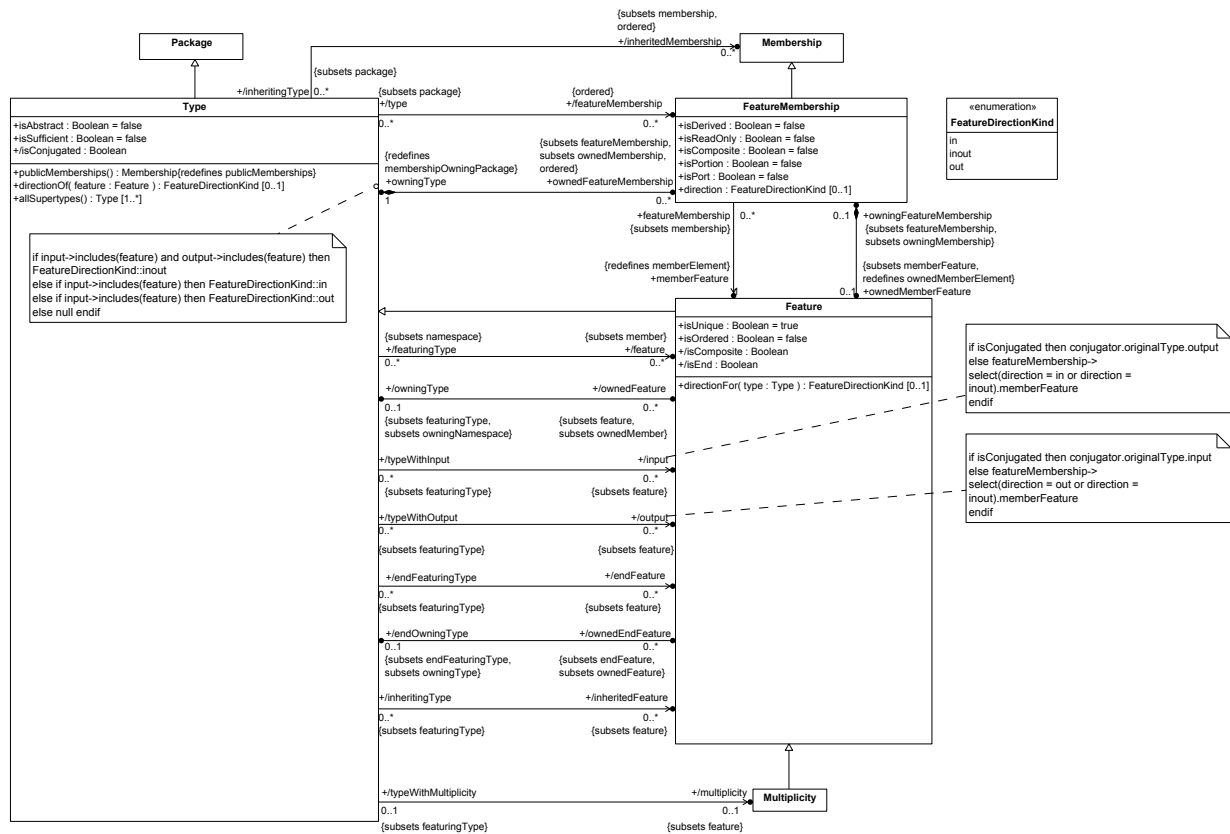 {subsets membership,
ordered}
+/inheritedMembership
0..*
Package
Membership
{subsets package}
+/inheritingType 0..*
Type
+isAbstract : Boolean = false
+isSufficient : Boolean = false
+/isConjugated : Boolean
+publicMemberships() : Membership{redefines publicMemberships}
+directionOf( feature : Feature ) : FeatureDirectionKind [0..1]
+allSupertypes() : Type [1..*]
if input->includes(feature) and output->includes(feature) then
FeatureDirectionKind::inout
else if input->includes(feature) then FeatureDirectionKind::in
else if input->includes(feature) then FeatureDirectionKind::out
else null endif
{subsets package}
+/type
0..*
{ordered}
+/featureMembership
0..*
{redefines
membershipOwningPackage}
+owningType
1
{subsets featureMembership,
subsets ownedMembership,
ordered}
+ownedFeatureMembership
0..*
FeatureMembership
+isDerived : Boolean = false
+isReadOnly : Boolean = false
+isComposite : Boolean = false
+isPortion : Boolean = false
+isPort : Boolean = false
+direction : FeatureDirectionKind [0..1]
«enumeration»
FeatureDirectionKind
in
inout
out
+featureMembership
{subsets membership}
0..*
0..1
+owningFeatureMembership
{subsets featureMembership,
subsets owningMembership}
{redefines memberElement}
+memberFeature
1
{subsets memberFeature,
redefines ownedMemberElement}
0..1
+ownedMemberFeature
Feature
+isUnique : Boolean = true
+isOrdered : Boolean = false
+/isComposite : Boolean
+/isEnd : Boolean
+directionFor( type : Type ) : FeatureDirectionKind [0..1]
{subsets namespace}
+/featuringType
0..*
{subsets member}
+/feature
0..*
+/owningType
0..1
{subsets featuringType,
subsets owningNamespace}
+/ownedFeature
0..*
{subsets feature,
subsets ownedMember}
+/typeWithInput
0..*
{subsets featuringType}
+/input
0..*
{subsets feature}
+/typeWithOutput
0..*
{subsets featuringType}
+/output
0..*
{subsets feature}
+/endFeaturingType
0..*
{subsets featuringType}
+/endFeature
0..*
{subsets feature}
+/endOwningType
0..1
{subsets endFeaturingType,
subsets owningType}
+/ownedEndFeature
0..*
{subsets endFeature,
subsets ownedFeature}
+/inheritingType
0..*
{subsets featuringType}
+/inheritedFeature
0..*
{subsets feature}
+/typeWithMultiplicity
0..1
{subsets featuringType}
+/multiplicity
0..1
{subsets feature}
Multiplicity
if isConjugated then conjugator.originalType.output
else featureMembership->
select(direction = in or direction =
inout).memberFeature
endif
if isConjugated then conjugator.originalType.input
else featureMembership->
select(direction = out or direction =
inout).memberFeature
endif